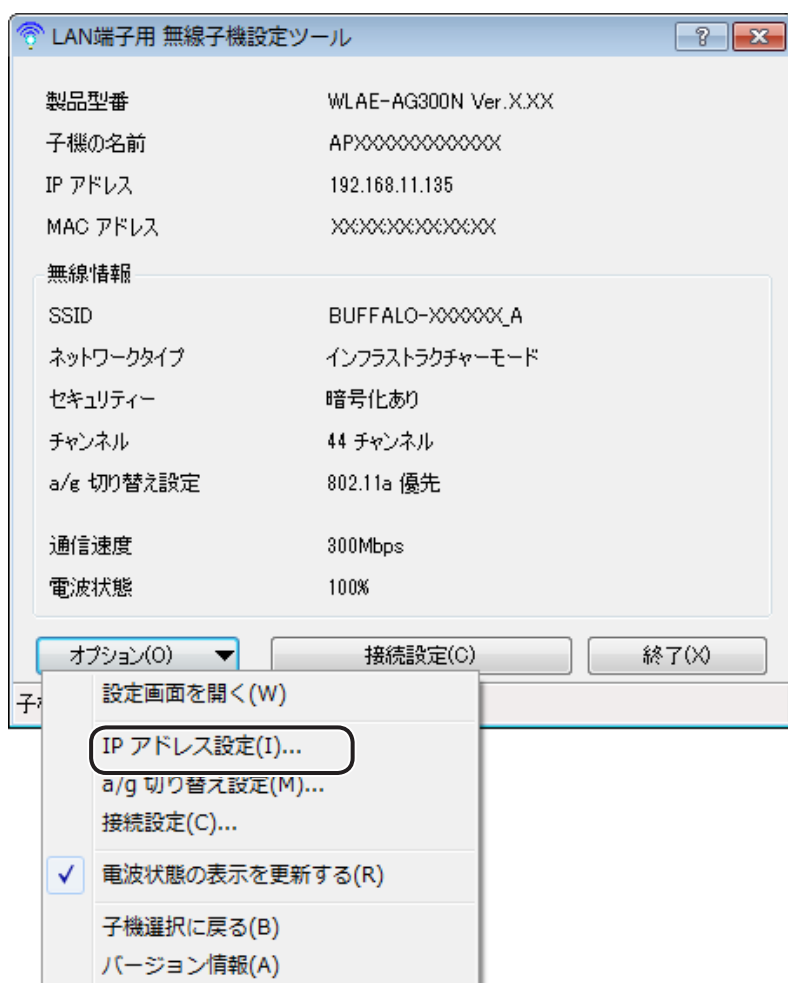 LAN端子用 無線子機設定ツール
製品型番 WLAE-AG300N Ver.X.XX
子機の名前 APXXXXXXXXXXXX
IP アドレス 192.168.11.135
MAC アドレス XX:XX:XX:XX:XX:XX
無線情報
SSID BUFFALO-XXXXXX_A
ネットワークタイプ インフラストラクチャーモード
セキュリティー 暗号化あり
チャンネル 44 チャンネル
a/g 切り替え設定 802.11a 優先
通信速度 300Mbps
電波状態 100%
オプション(O) 接続設定(C) 終了(X)
設定画面を開く(W)
IP アドレス設定(I)...
a/g 切り替え設定(M)...
接続設定(C)...
電波状態の表示を更新する(R)
子機選択に戻る(B)
バージョン情報(A)